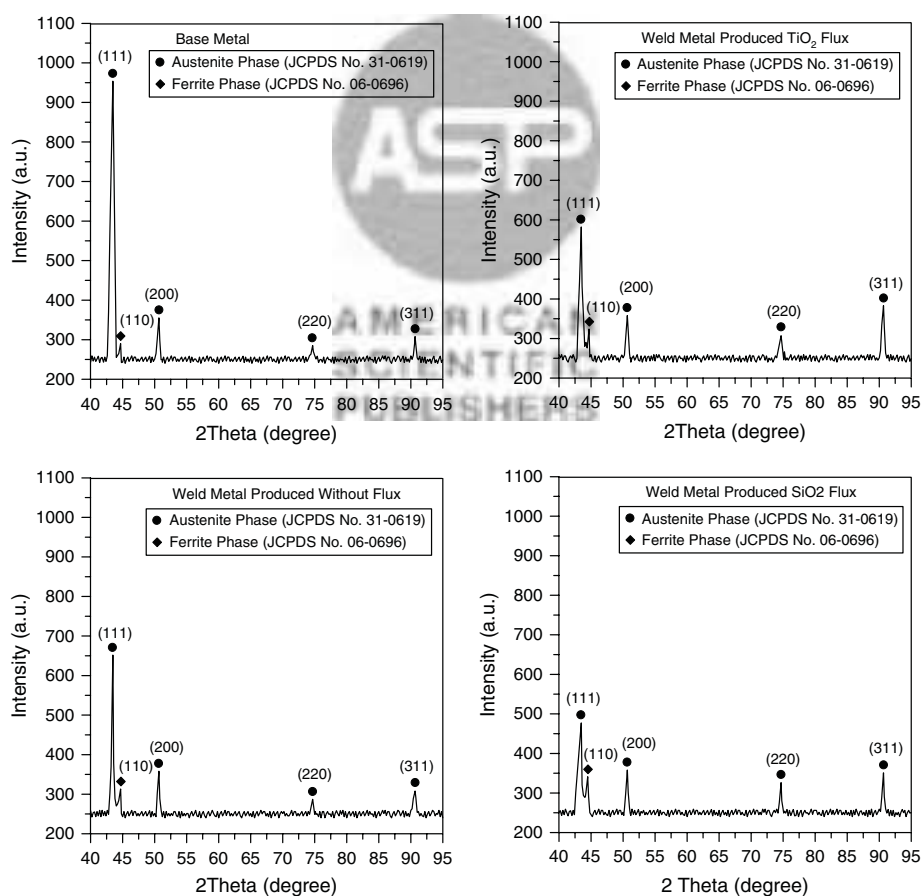 Base Metal
Austenite Phase (JCPDS No. 31-0619)
Ferrite Phase (JCPDS No. 06-0696)
(111)
(110)
(200)
(220)
(311)
1100
1000
900
800
700
600
500
400
300
200
Intensity (a.u.)
40 45 50 55 60 65 70 75 80 85 90 95
2Theta (degree)
Weld Metal Produced TiO2 Flux
Austenite Phase (JCPDS No. 31-0619)
Ferrite Phase (JCPDS No. 06-0696)
(111)
(110)
(200)
(220)
(311)
1100
1000
900
800
700
600
500
400
300
200
Intensity (a.u.)
40 45 50 55 60 65 70 75 80 85 90 95
2Theta (degree)
ASP
AMERICAN
SCIENTIFIC
PUBLISHERS
Weld Metal Produced Without Flux
Austenite Phase (JCPDS No. 31-0619)
Ferrite Phase (JCPDS No. 06-0696)
(111)
(110)
(200)
(220)
(311)
1100
1000
900
800
700
600
500
400
300
200
Intensity (a.u.)
40 45 50 55 60 65 70 75 80 85 90 95
2Theta (degree)
Weld Metal Produced SiO2 Flux
Austenite Phase (JCPDS No. 31-0619)
Ferrite Phase (JCPDS No. 06-0696)
(111)
(110)
(200)
(220)
(311)
1100
1000
900
800
700
600
500
400
300
200
Intensity (a.u.)
40 45 50 55 60 65 70 75 80 85 90 95
2 Theta (degree)